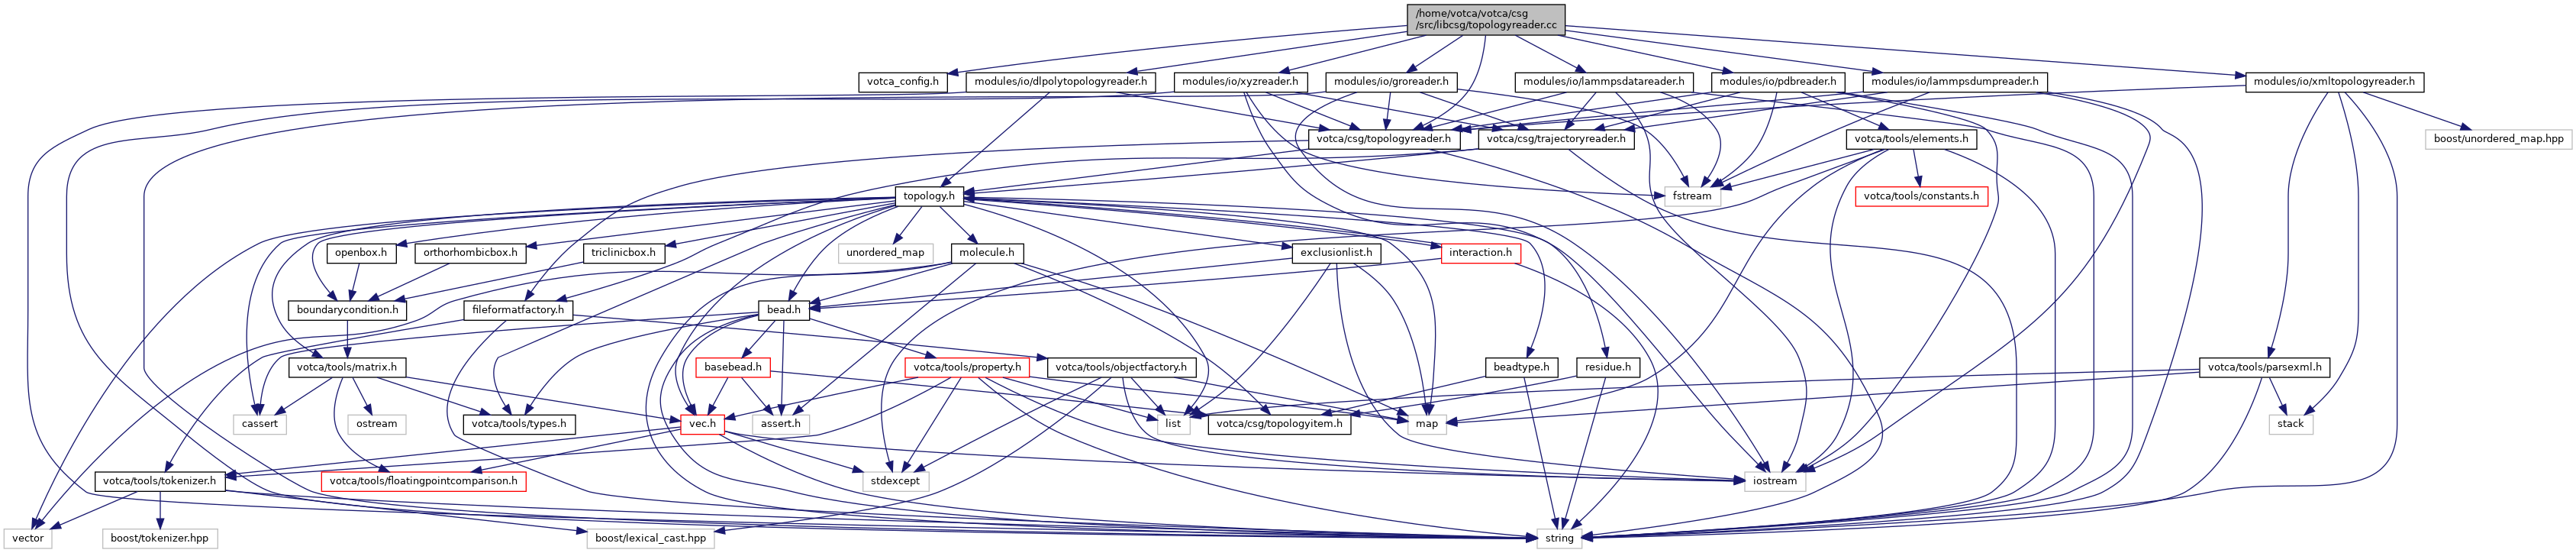 /home/votca/votca/csg
/src/libcsg/topologyreader.cc
votca_config.h
modules/io/dlpolytopologyreader.h
modules/io/xyzreader.h
modules/io/groreader.h
modules/io/lammpsdatareader.h
modules/io/pdbreader.h
modules/io/lammpsdumpreader.h
modules/io/xmltopologyreader.h
votca/csg/topologyreader.h
votca/csg/trajectoryreader.h
votca/tools/elements.h
boost/unordered_map.hpp
topology.h
fstream
votca/tools/constants.h
openbox.h
orthorhombicbox.h
triclinicbox.h
unordered_map
molecule.h
exclusionlist.h
interaction.h
boundarycondition.h
fileformatfactory.h
bead.h
votca/tools/matrix.h
basebead.h
votca/tools/property.h
votca/tools/objectfactory.h
beadtype.h
residue.h
votca/tools/parsexml.h
cassert
ostream
votca/tools/types.h
vec.h
assert.h
list
votca/csg/topologyitem.h
map
stack
votca/tools/tokenizer.h
votca/tools/floatingpointcomparison.h
stdexcept
iostream
vector
boost/tokenizer.hpp
boost/lexical_cast.hpp
string